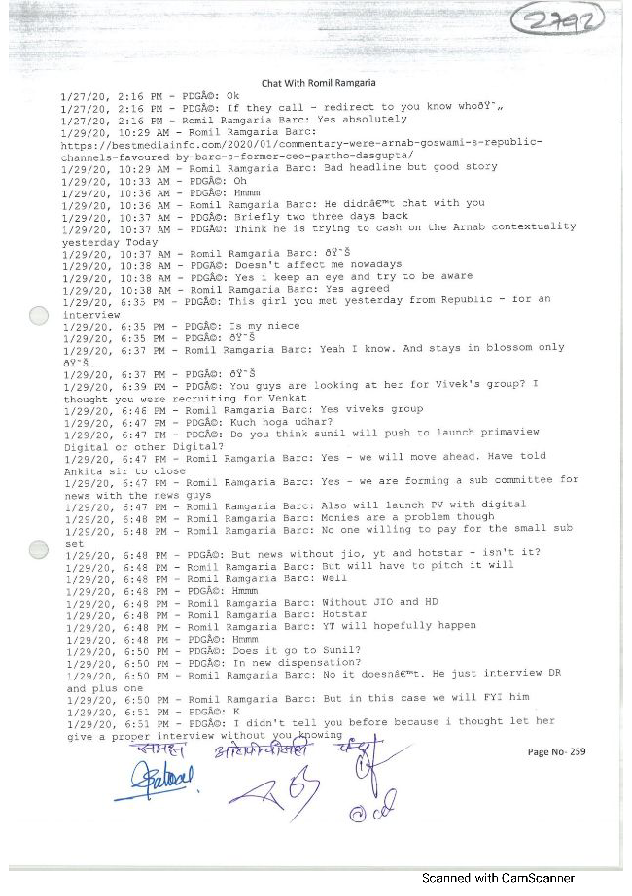 2792
Chat With Romil Ramgaria
1/27/20, 2:16 PM - PDGÂ©: Ok
1/27/20, 2:16 PM - PDGÂ©: If they call - redirect to you know whoðŸ˜„
1/27/20, 2:16 PM - Romil Ramgaria Barc: Yes absolutely
1/29/20, 10:29 AM - Romil Ramgaria Barc:
https://bestmediainfo.com/2020/01/commentary-were-arnab-goswami-s-republic-
channels-favoured by-barc-s-former-ceo-partho-dasgupta/
1/29/20, 10:29 AM - Romil Ramgaria Barc: Bad headline but good story
1/29/20, 10:33 AM - PDGÂ©: Oh
1/29/20, 10:36 AM - PDGÂ©: Hmmm
1/29/20, 10:36 AM - Romil Ramgaria Barc: He didnâ€™t chat with you
1/29/20, 10:37 AM - PDGÂ©: Briefly two three days back
1/29/20, 10:37 AM - PDGÂ©: Think he is trying to cash on the Arnab contextuality
yesterday Today
1/29/20, 10:37 AM - Romil Ramgaria Barc: ðŸ˜Š
1/29/20, 10:38 AM - PDGÂ©: Doesn't affect me nowadays
1/29/20, 10:38 AM - PDGÂ©: Yes i keep an eye and try to be aware
1/29/20, 10:38 AM - Romil Ramgaria Barc: Yes agreed
1/29/20, 6:35 PM - PDGÂ©: This girl you met yesterday from Republic - for an
interview
1/29/20, 6:35 PM - PDGÂ©: Is my niece
1/29/20, 6:35 PM - PDGÂ©: ðŸ˜Š
1/29/20, 6:37 PM - Romil Ramgaria Barc: Yeah I know. And stays in blossom only
ðŸ˜Š
1/29/20, 6:37 PM - PDGÂ©: ðŸ˜Š
1/29/20, 6:39 PM - PDGÂ©: You guys are looking at her for Vivek's group? I
thought you were recruiting for Venkat
1/29/20, 6:46 PM - Romil Ramgaria Barc: Yes viveks group
1/29/20, 6:47 PM - PDGÂ©: Kuch hoga udhar?
1/29/20, 6:47 PM - PDGÂ©: Do you think sunil will push to launch primaview
Digital or other Digital?
1/29/20, 6:47 PM - Romil Ramgaria Barc: Yes - we will move ahead. Have told
Ankita sir to close
1/29/20, 6:47 PM - Romil Ramgaria Barc: Yes - we are forming a sub committee for
news with the news guys
1/29/20, 6:47 PM - Romil Ramgaria Barc: Also will launch PV with digital
1/29/20, 6:48 PM - Romil Ramgaria Barc: Monies are a problem though
1/29/20, 6:48 PM - Romil Ramgaria Barc: No one willing to pay for the small sub
set
1/29/20, 6:48 PM - PDGÂ©: But news without jio, yt and hotstar - isn't it?
1/29/20, 6:48 PM - Romil Ramgaria Barc: But will have to pitch it will
1/29/20, 6:48 PM - Romil Ramgaria Barc: Well
1/29/20, 6:48 PM - PDGÂ©: Hmmm
1/29/20, 6:48 PM - Romil Ramgaria Barc: Without JIO and HD
1/29/20, 6:48 PM - Romil Ramgaria Barc: Hotstar
1/29/20, 6:48 PM - Romil Ramgaria Barc: YT will hopefully happen
1/29/20, 6:48 PM - PDGÂ©: Hmmm
1/29/20, 6:50 PM - PDGÂ©: Does it go to Sunil?
1/29/20, 6:50 PM - PDGÂ©: In new dispensation?
1/29/20, 6:50 PM - Romil Ramgaria Barc: No it doesnâ€™t. He just interview DR
and plus one
1/29/20, 6:50 PM - Romil Ramgaria Barc: But in this case we will FYI him
1/29/20, 6:51 PM - PDGÂ©: K
1/29/20, 6:51 PM - PDGÂ©: I didn't tell you before because i thought let her
give a proper interview without you knowing
समक्ष
Page No- 259
Scanned with CamScanner